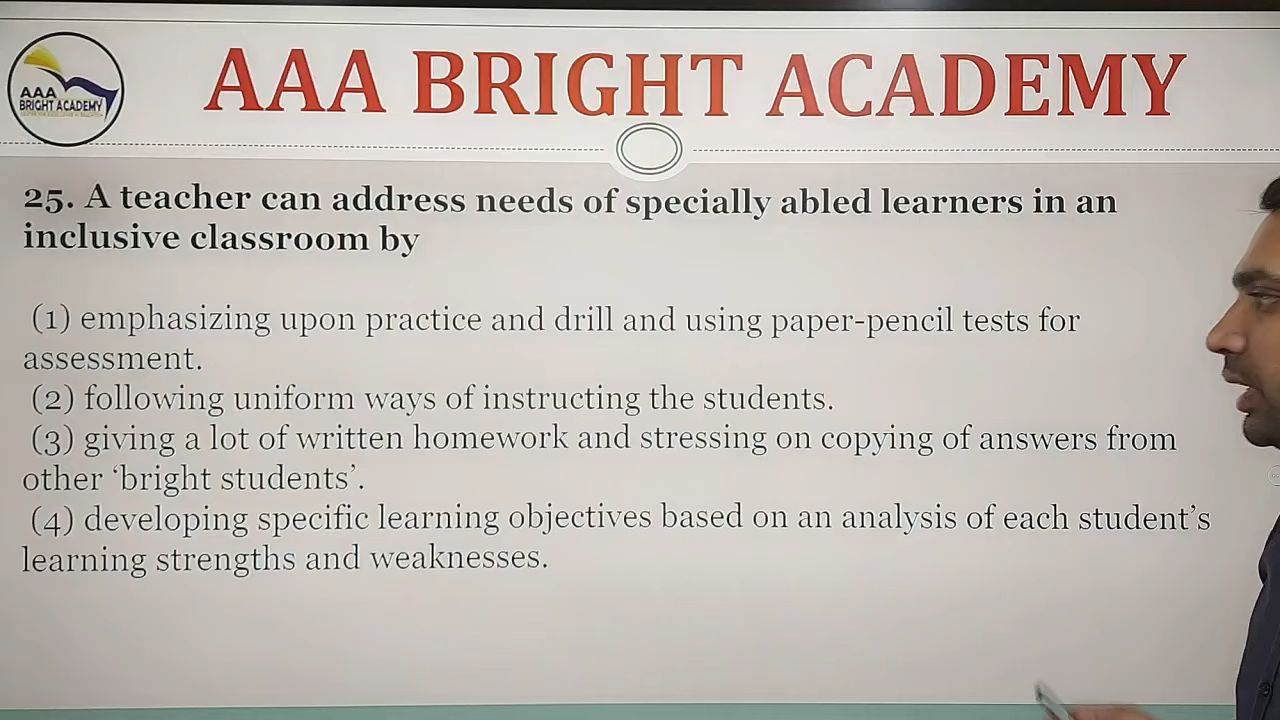 AAA BRIGHT ACADEMY
AAA
BRIGHT ACADEMY
25. A teacher can address needs of specially abled learners in an
inclusive classroom by
(1) emphasizing upon practice and drill and using paper-pencil tests for
assessment.
(2) following uniform ways of instructing the students.
(3) giving a lot of written homework and stressing on copying of answers from
other ‘bright students’.
(4) developing specific learning objectives based on an analysis of each student’s
learning strengths and weaknesses.